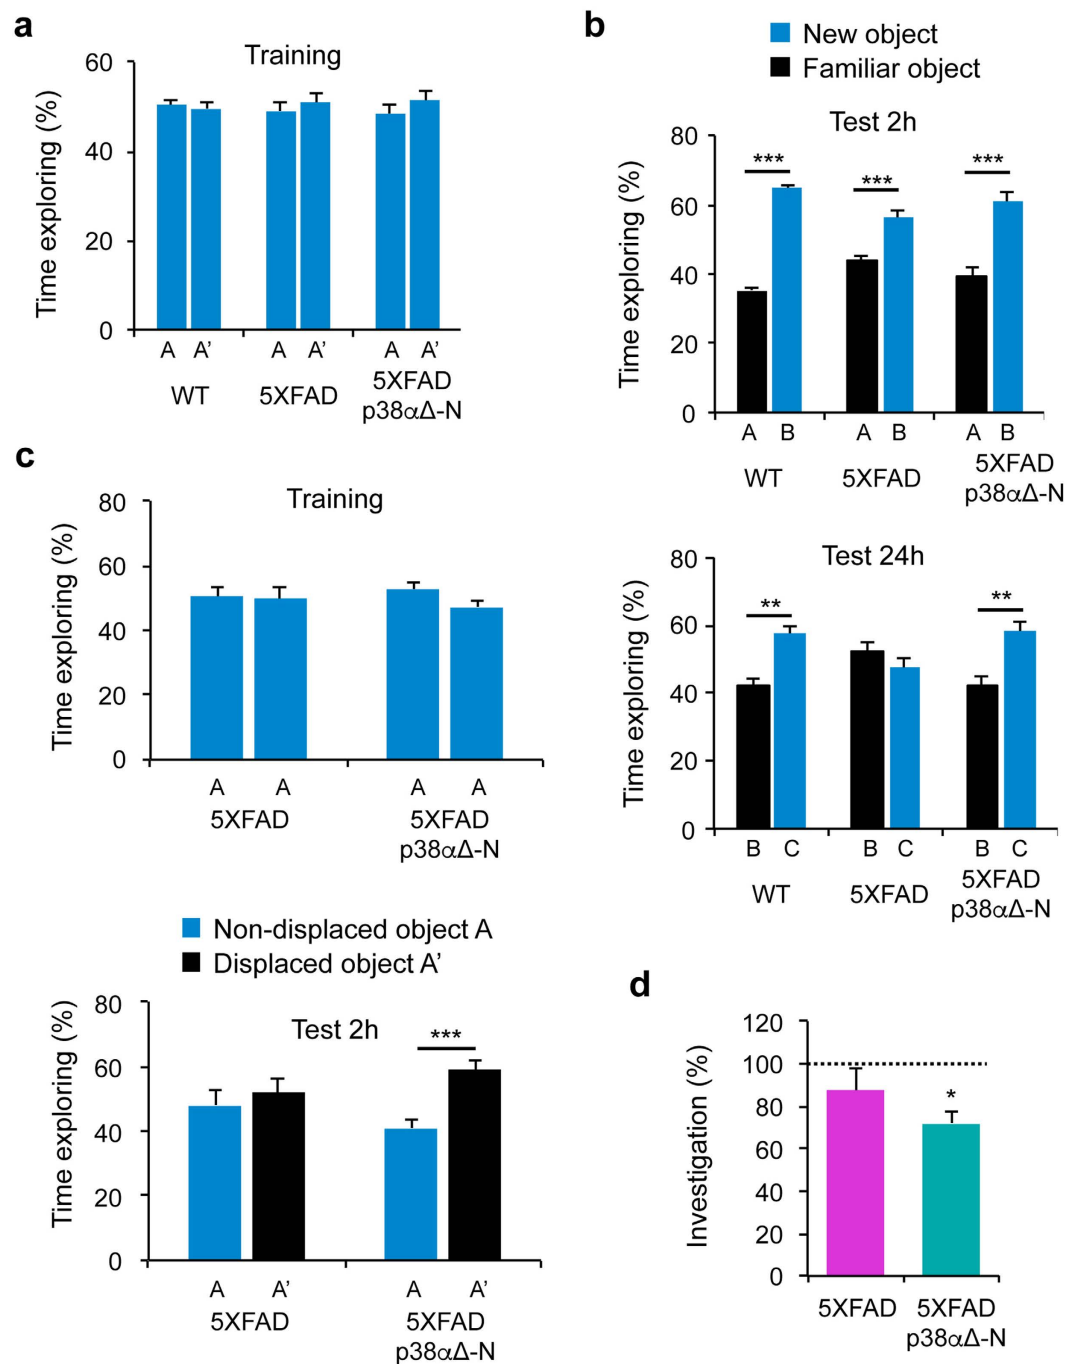 a
Training
Time exploring (%)
60
40
20
0
A A' A A' A A'
WT 5XFAD 5XFAD
p38αΔ-N
b
New object
Familiar object
Test 2h
Time exploring (%)
80
60
40
20
0
*** *** ***
A B A B A B
WT 5XFAD 5XFAD
p38αΔ-N
Test 24h
Time exploring (%)
80
60
40
20
0
** **
B C B C B C
WT 5XFAD 5XFAD
p38αΔ-N
c
Training
Time exploring (%)
80
60
40
20
0
A A A A
5XFAD 5XFAD
p38αΔ-N
Non-displaced object A
Displaced object A'
Test 2h
Time exploring (%)
80
60
40
20
0
***
A A' A A'
5XFAD 5XFAD
p38αΔ-N
d
Investigation (%)
120
100
80
60
40
20
0
*
5XFAD 5XFAD
p38αΔ-N